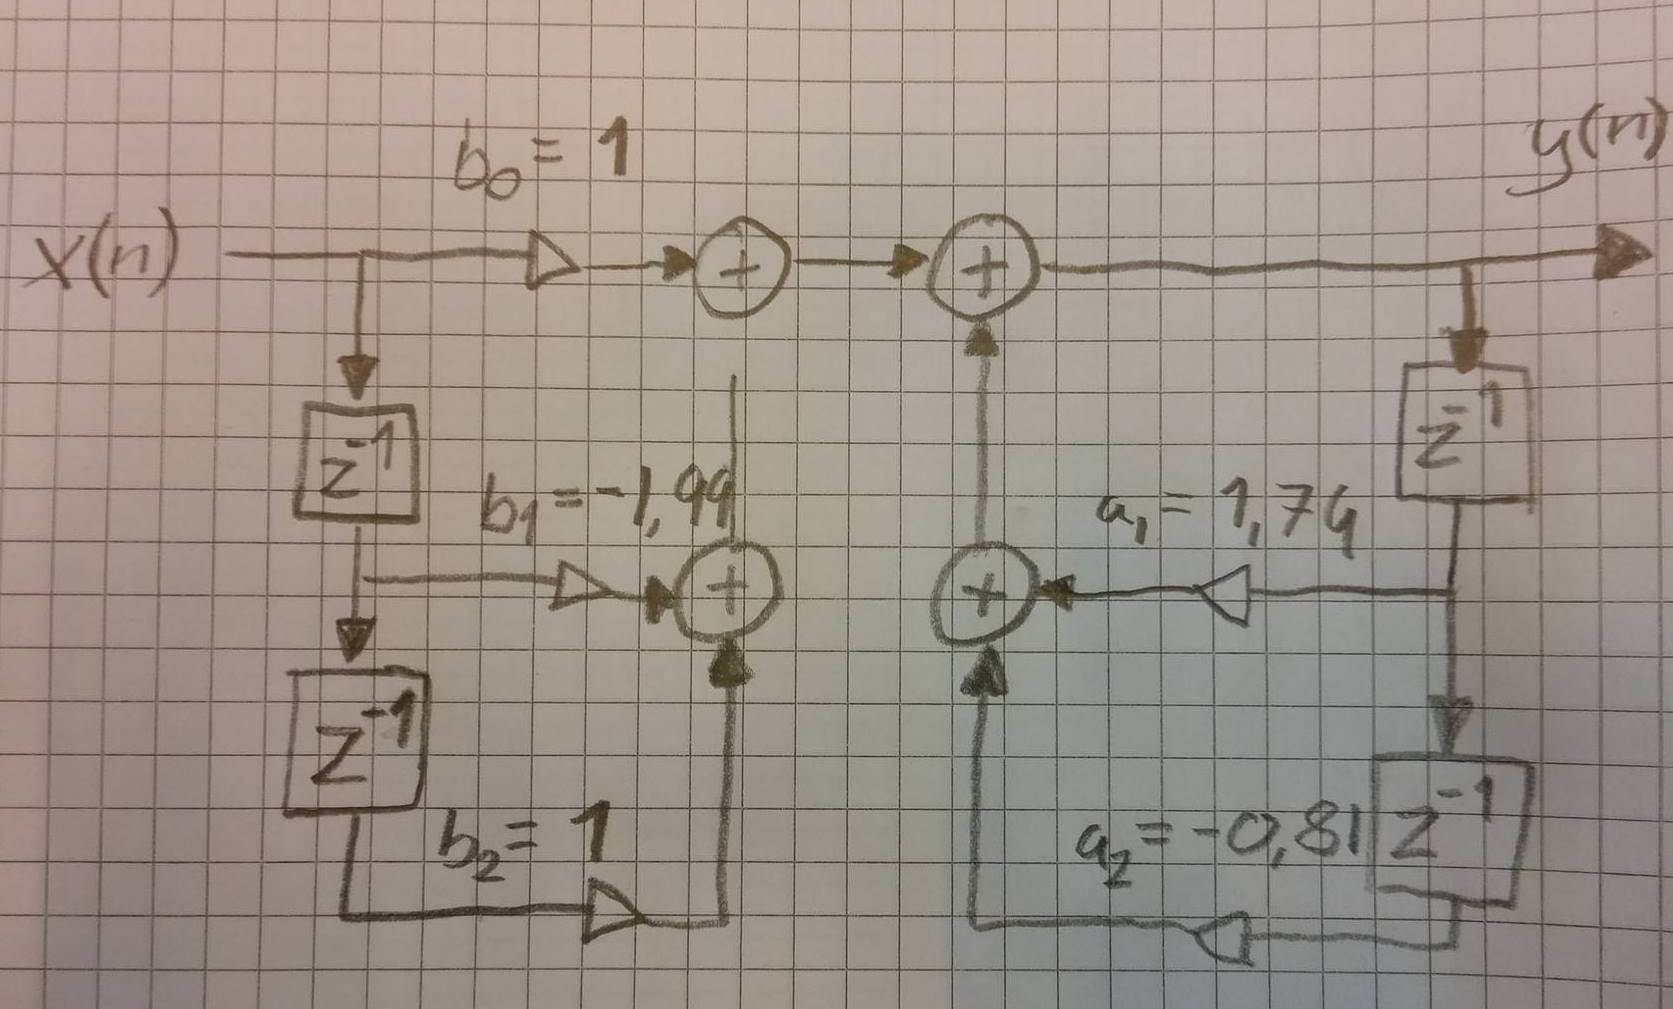 b₀ = 1
y(n)
x(n)
+
+
z⁻¹
z⁻¹
b₁ = -1,99
a₁ = 1,74
+
+
z⁻¹
z⁻¹
b₂ = 1
a₂ = -0,81